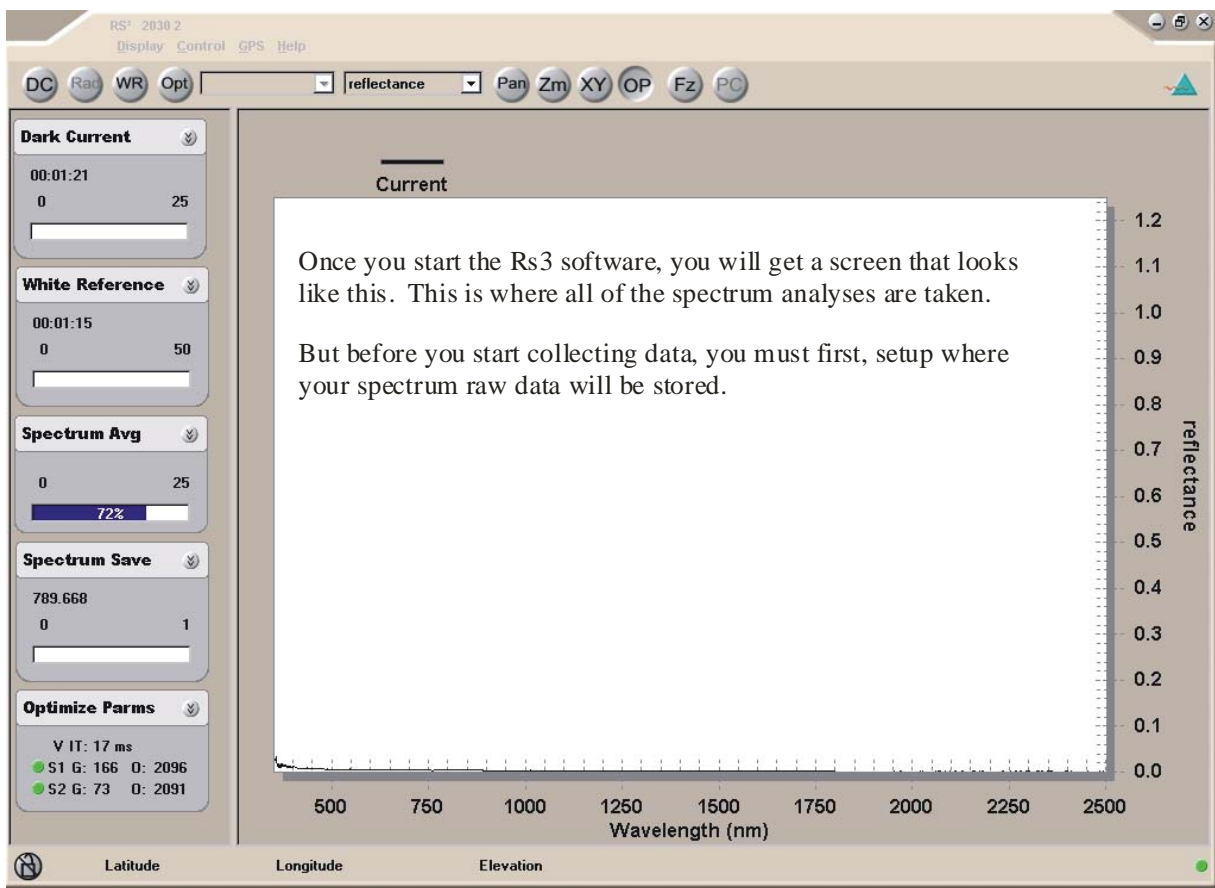 RS³ 2030 2
Display Control GPS Help
DC Rad WR Opt reflectance Pan Zm XY OP Fz PC
Dark Current
00:01:21
0 25
White Reference
00:01:15
0 50
Spectrum Avg
0 25
72%
Spectrum Save
789.668
0 1
Optimize Parms
V IT: 17 ms
S1 G: 166 O: 2096
S2 G: 73 O: 2091
Current
Once you start the Rs3 software, you will get a screen that looks
like this. This is where all of the spectrum analyses are taken.
But before you start collecting data, you must first, setup where
your spectrum raw data will be stored.
1.2
1.1
1.0
0.9
0.8
0.7
0.6
0.5
0.4
0.3
0.2
0.1
0.0
reflectance
500 750 1000 1250 1500 1750 2000 2250 2500
Wavelength (nm)
Latitude Longitude Elevation